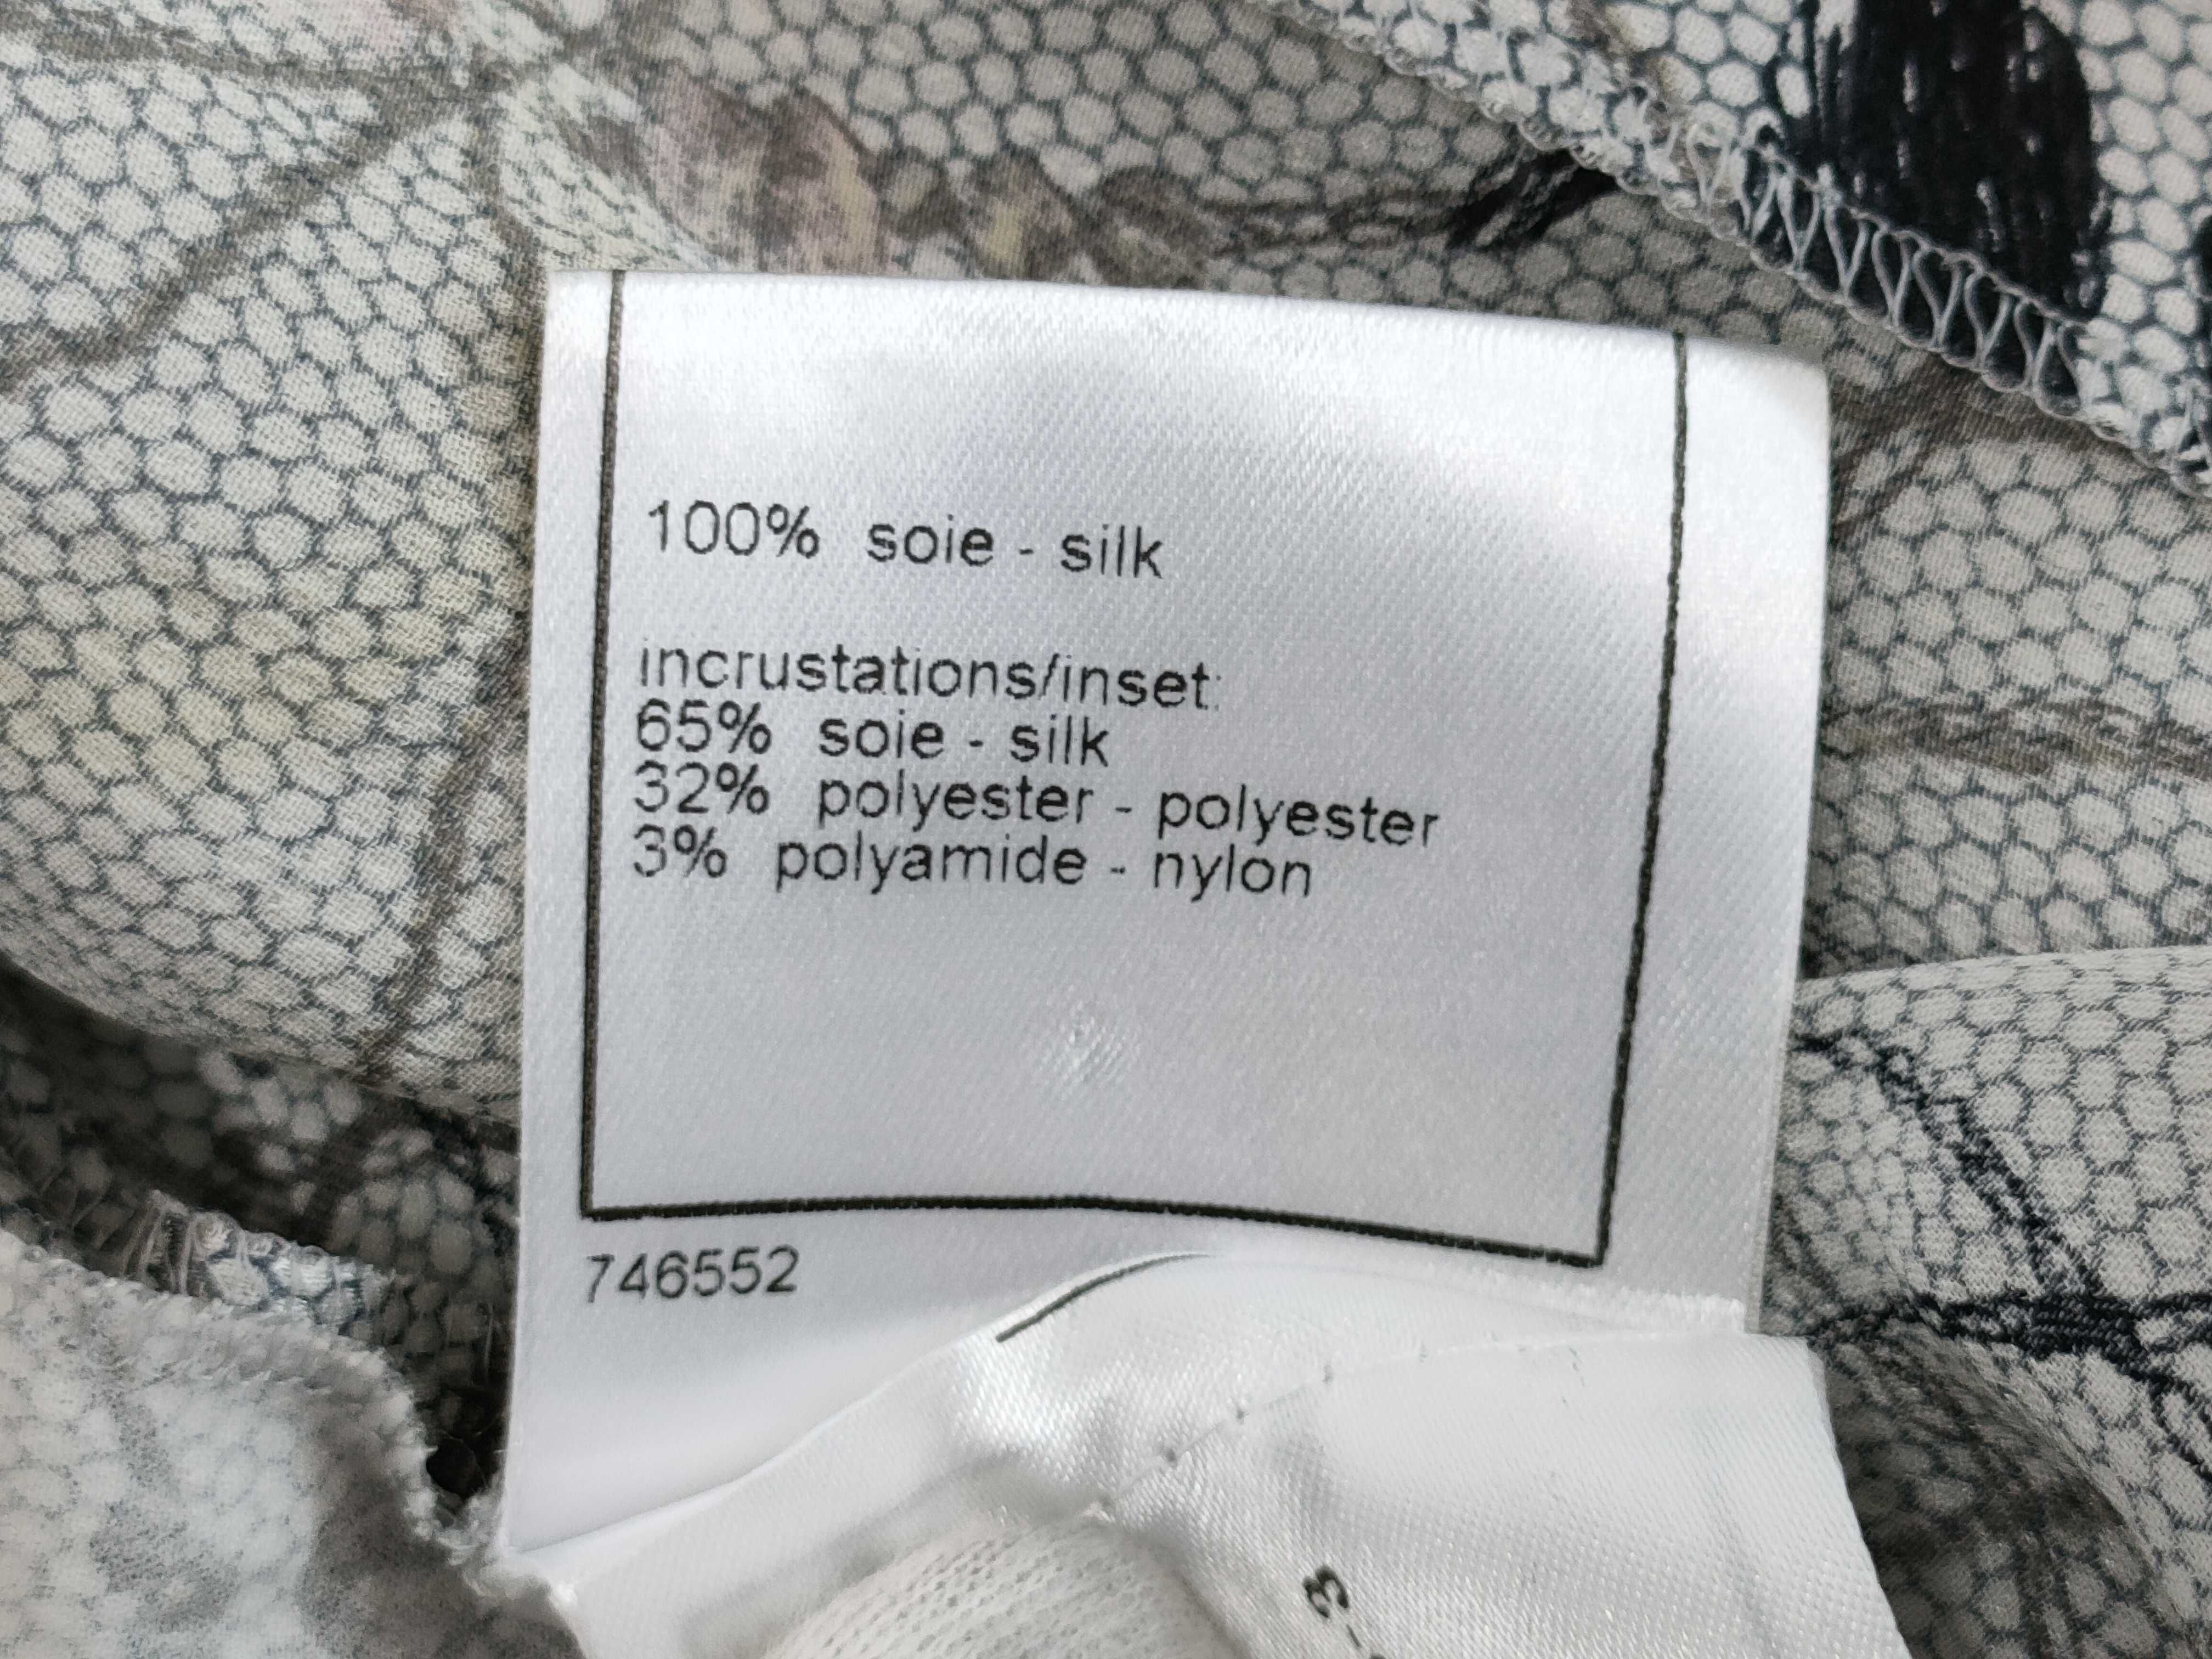 100% soie - silk
incrustations/inset:
65% soie - silk
32% polyester - polyester
3% polyamide - nylon
746552